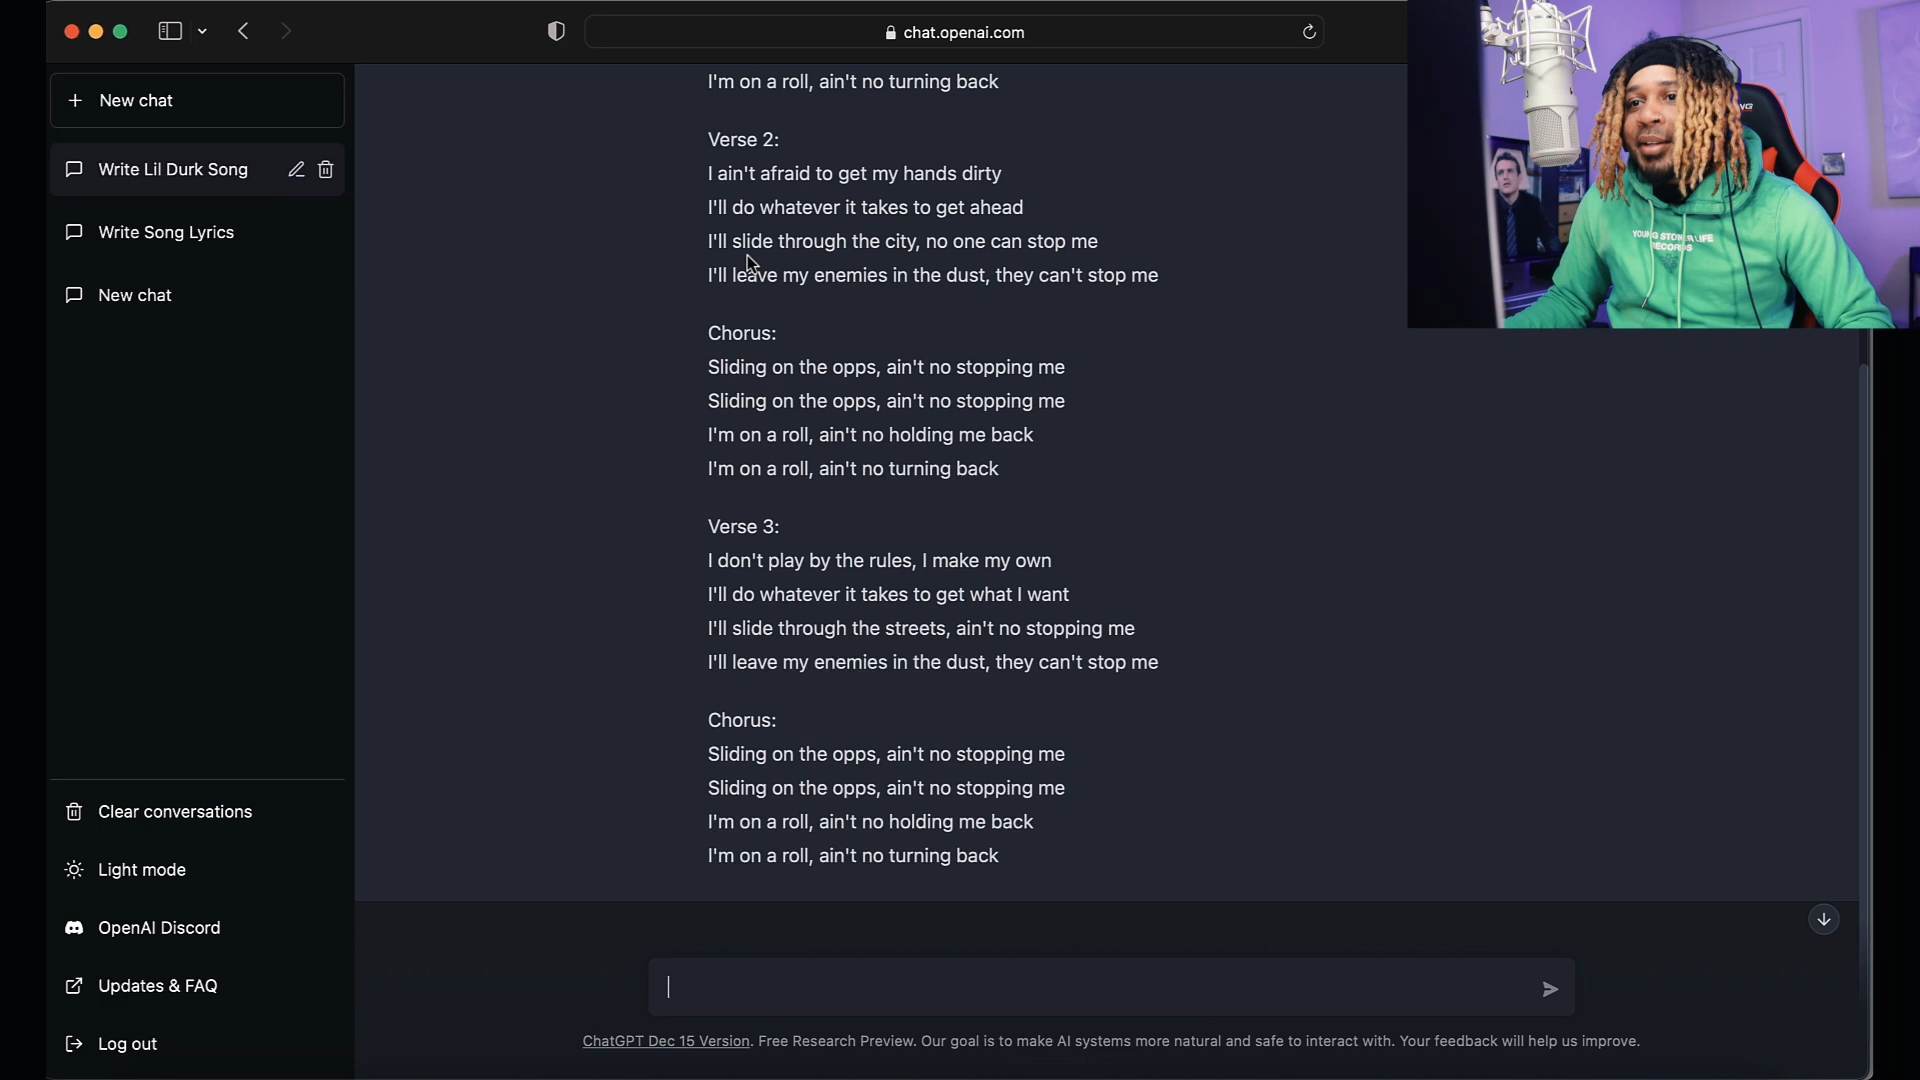 chat.openai.com
New chat
Write Lil Durk Song
Write Song Lyrics
New chat
Clear conversations
Light mode
OpenAI Discord
Updates & FAQ
Log out
I'm on a roll, ain't no turning back
Verse 2:
I ain't afraid to get my hands dirty
I'll do whatever it takes to get ahead
I'll slide through the city, no one can stop me
I'll leave my enemies in the dust, they can't stop me
Chorus:
Sliding on the opps, ain't no stopping me
Sliding on the opps, ain't no stopping me
I'm on a roll, ain't no holding me back
I'm on a roll, ain't no turning back
Verse 3:
I don't play by the rules, I make my own
I'll do whatever it takes to get what I want
I'll slide through the streets, ain't no stopping me
I'll leave my enemies in the dust, they can't stop me
Chorus:
Sliding on the opps, ain't no stopping me
Sliding on the opps, ain't no stopping me
I'm on a roll, ain't no holding me back
I'm on a roll, ain't no turning back
ChatGPT Dec 15 Version. Free Research Preview. Our goal is to make AI systems more natural and safe to interact with. Your feedback will help us improve.
YOUNG STONER LIFE
RECORDS